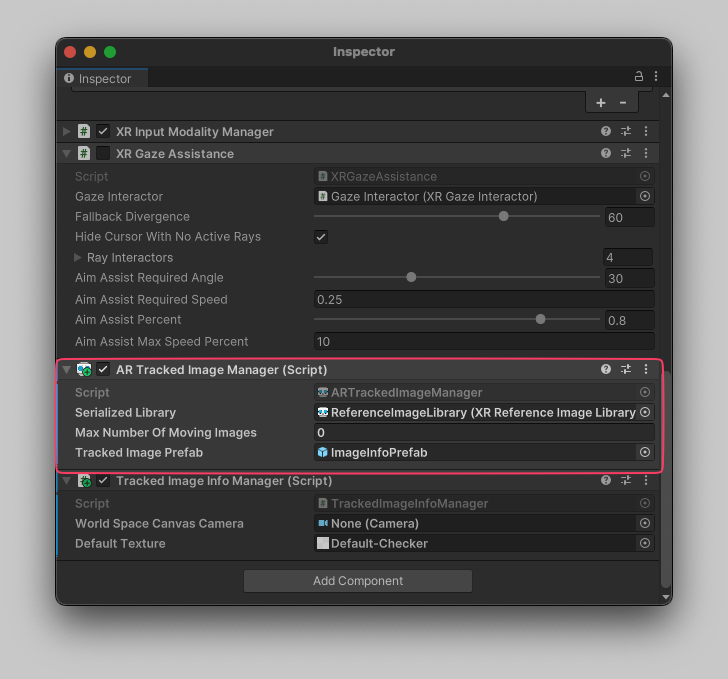 Inspector
Inspector
+ -
XR Input Modality Manager
XR Gaze Assistance
Script XRGazeAssistance
Gaze Interactor Gaze Interactor (XR Gaze Interactor)
Fallback Divergence 60
Hide Cursor With No Active Rays
Ray Interactors 4
Aim Assist Required Angle 30
Aim Assist Required Speed 0.25
Aim Assist Percent 0.8
Aim Assist Max Speed Percent 10
AR Tracked Image Manager (Script)
Script ARTrackedImageManager
Serialized Library ReferenceImageLibrary (XR Reference Image Library
Max Number Of Moving Images 0
Tracked Image Prefab ImageInfoPrefab
Tracked Image Info Manager (Script)
Script TrackedImageInfoManager
World Space Canvas Camera None (Camera)
Default Texture Default-Checker
Add Component